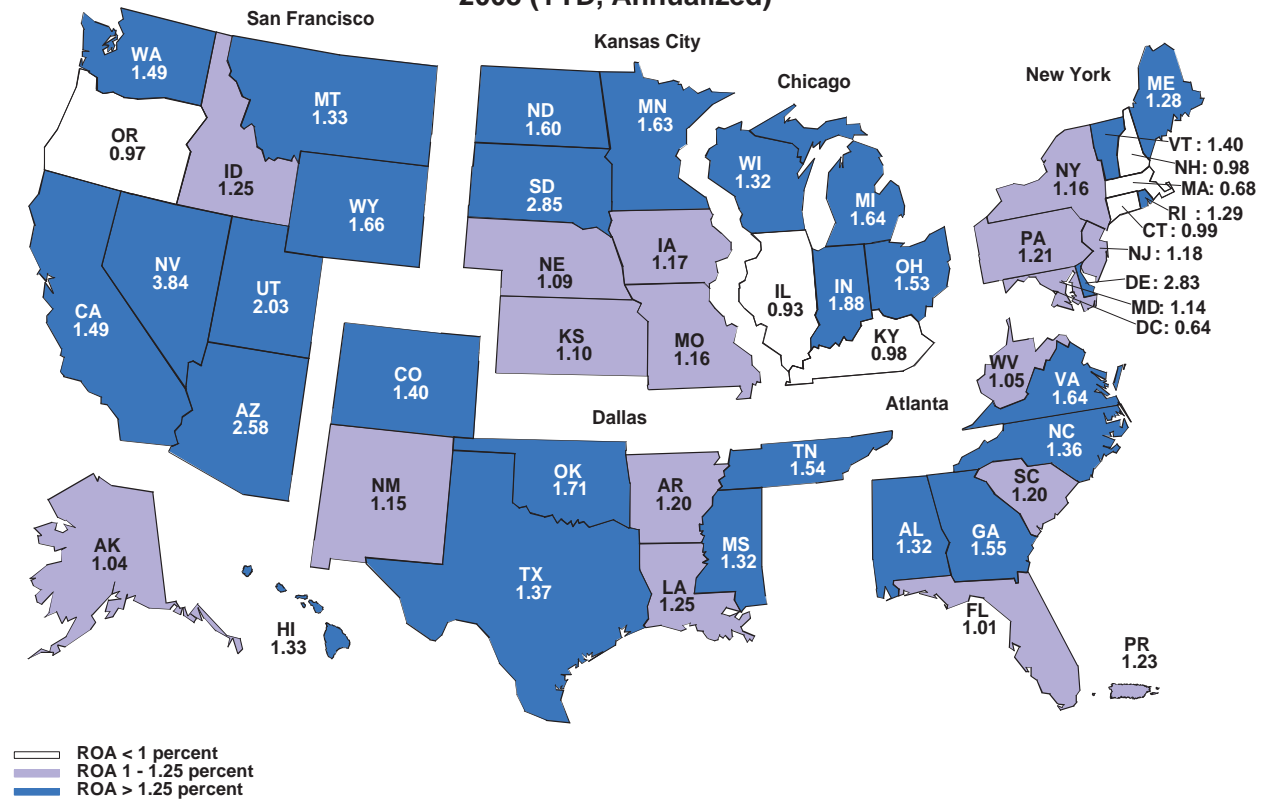 (YTD, Annualized)
San Francisco
Kansas City
Chicago
New York
WA
1.49
MT
1.33
OR
0.97
ID
1.25
WY
1.66
NV
3.84
UT
2.03
CA
1.49
AZ
2.58
AK
1.04
HI
1.33
ND
1.60
MN
1.63
SD
2.85
NE
1.09
IA
1.17
KS
1.10
MO
1.16
WI
1.32
MI
1.64
IL
0.93
IN
1.88
OH
1.53
KY
0.98
ME
1.28
VT : 1.40
NH: 0.98
MA: 0.68
RI : 1.29
CT : 0.99
NJ : 1.18
DE : 2.83
MD: 1.14
DC: 0.64
NY
1.16
PA
1.21
Dallas
CO
1.40
NM
1.15
OK
1.71
TX
1.37
AR
1.20
LA
1.25
MS
1.32
TN
1.54
Atlanta
WV
1.05
VA
1.64
NC
1.36
SC
1.20
AL
1.32
GA
1.55
FL
1.01
PR
1.23
ROA < 1 percent
ROA 1 - 1.25 percent
ROA > 1.25 percent